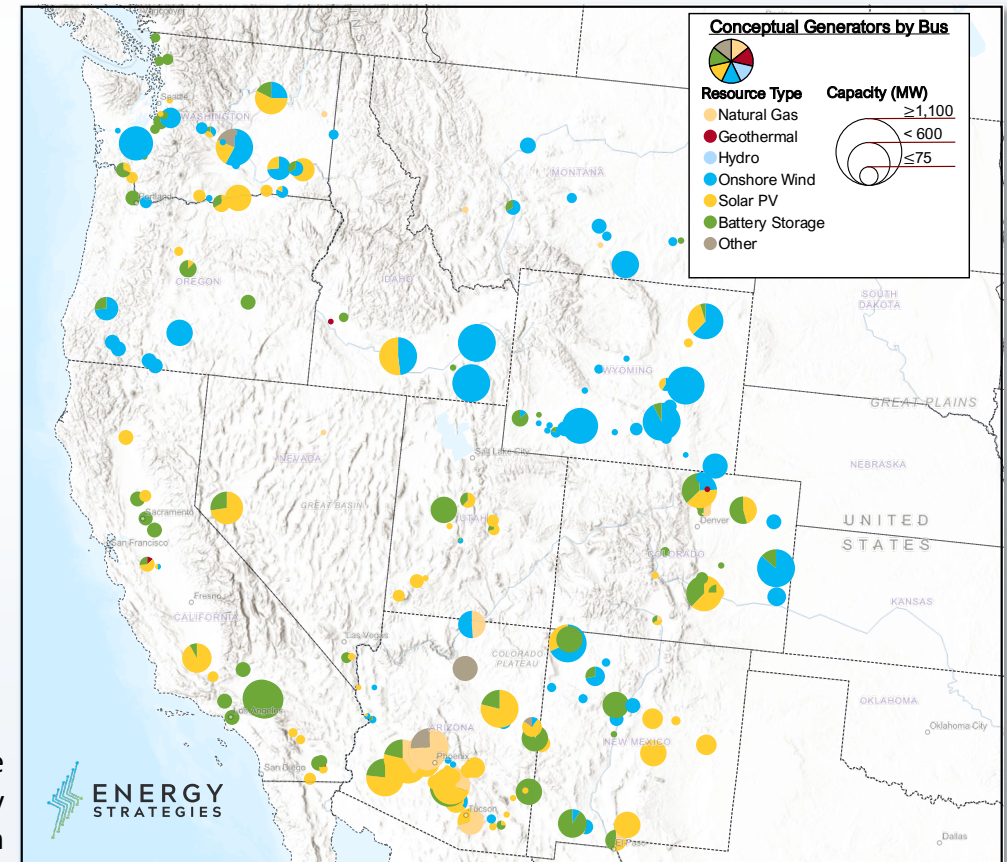 Conceptual Generators by Bus
Resource Type
Capacity (MW)
Natural Gas
Geothermal
Hydro
Onshore Wind
Solar PV
Battery Storage
Other
≥1,100
< 600
≤75
Vancouver
Seattle
WASHINGTON
Portland
OREGON
IDAHO
MONTANA
SOUTH
DAKOTA
WYOMING
GREAT PLAINS
NEBRASKA
NEVADA
GREAT BASIN
Salt Lake City
UTAH
Denver
COLORADO
UNITED
STATES
KANSAS
Sacramento
San Francisco
Fresno
CALIFORNIA
Las Vegas
COLORADO
PLATEAU
Los Angeles
San Diego
ARIZONA
Phoenix
Tucson
NEW MEXICO
El Paso
OKLAHOMA
Oklahoma City
Dallas
ENERGY
STRATEGIES